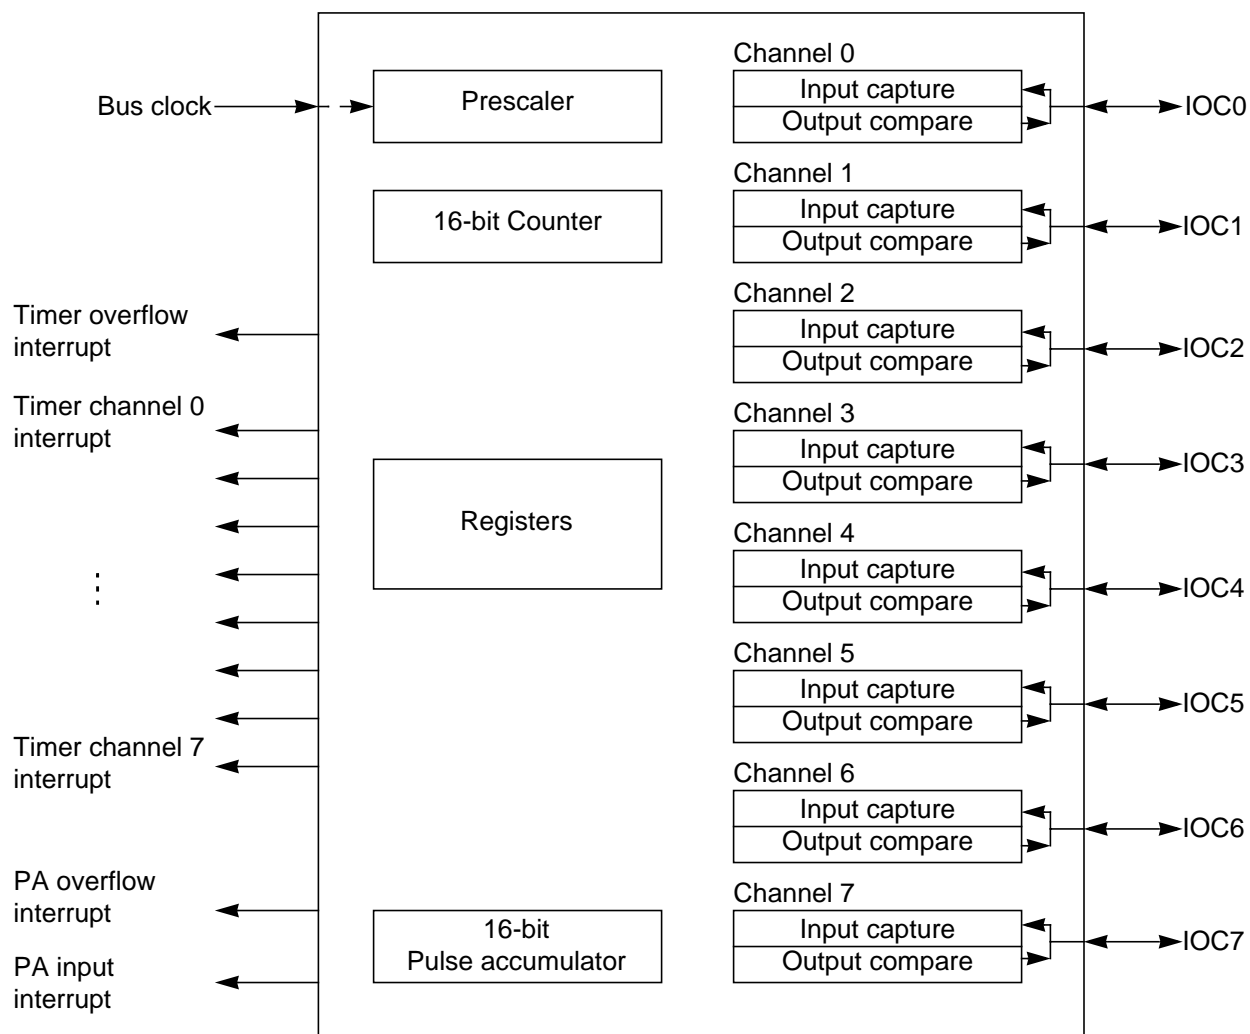 Bus clock
Timer overflow
interrupt
Timer channel 0
interrupt
⋮
Timer channel 7
interrupt
PA overflow
interrupt
PA input
interrupt
Prescaler
16-bit Counter
Registers
16-bit
Pulse accumulator
Channel 0
Input capture
Output compare
IOC0
Channel 1
Input capture
Output compare
IOC1
Channel 2
Input capture
Output compare
IOC2
Channel 3
Input capture
Output compare
IOC3
Channel 4
Input capture
Output compare
IOC4
Channel 5
Input capture
Output compare
IOC5
Channel 6
Input capture
Output compare
IOC6
Channel 7
Input capture
Output compare
IOC7